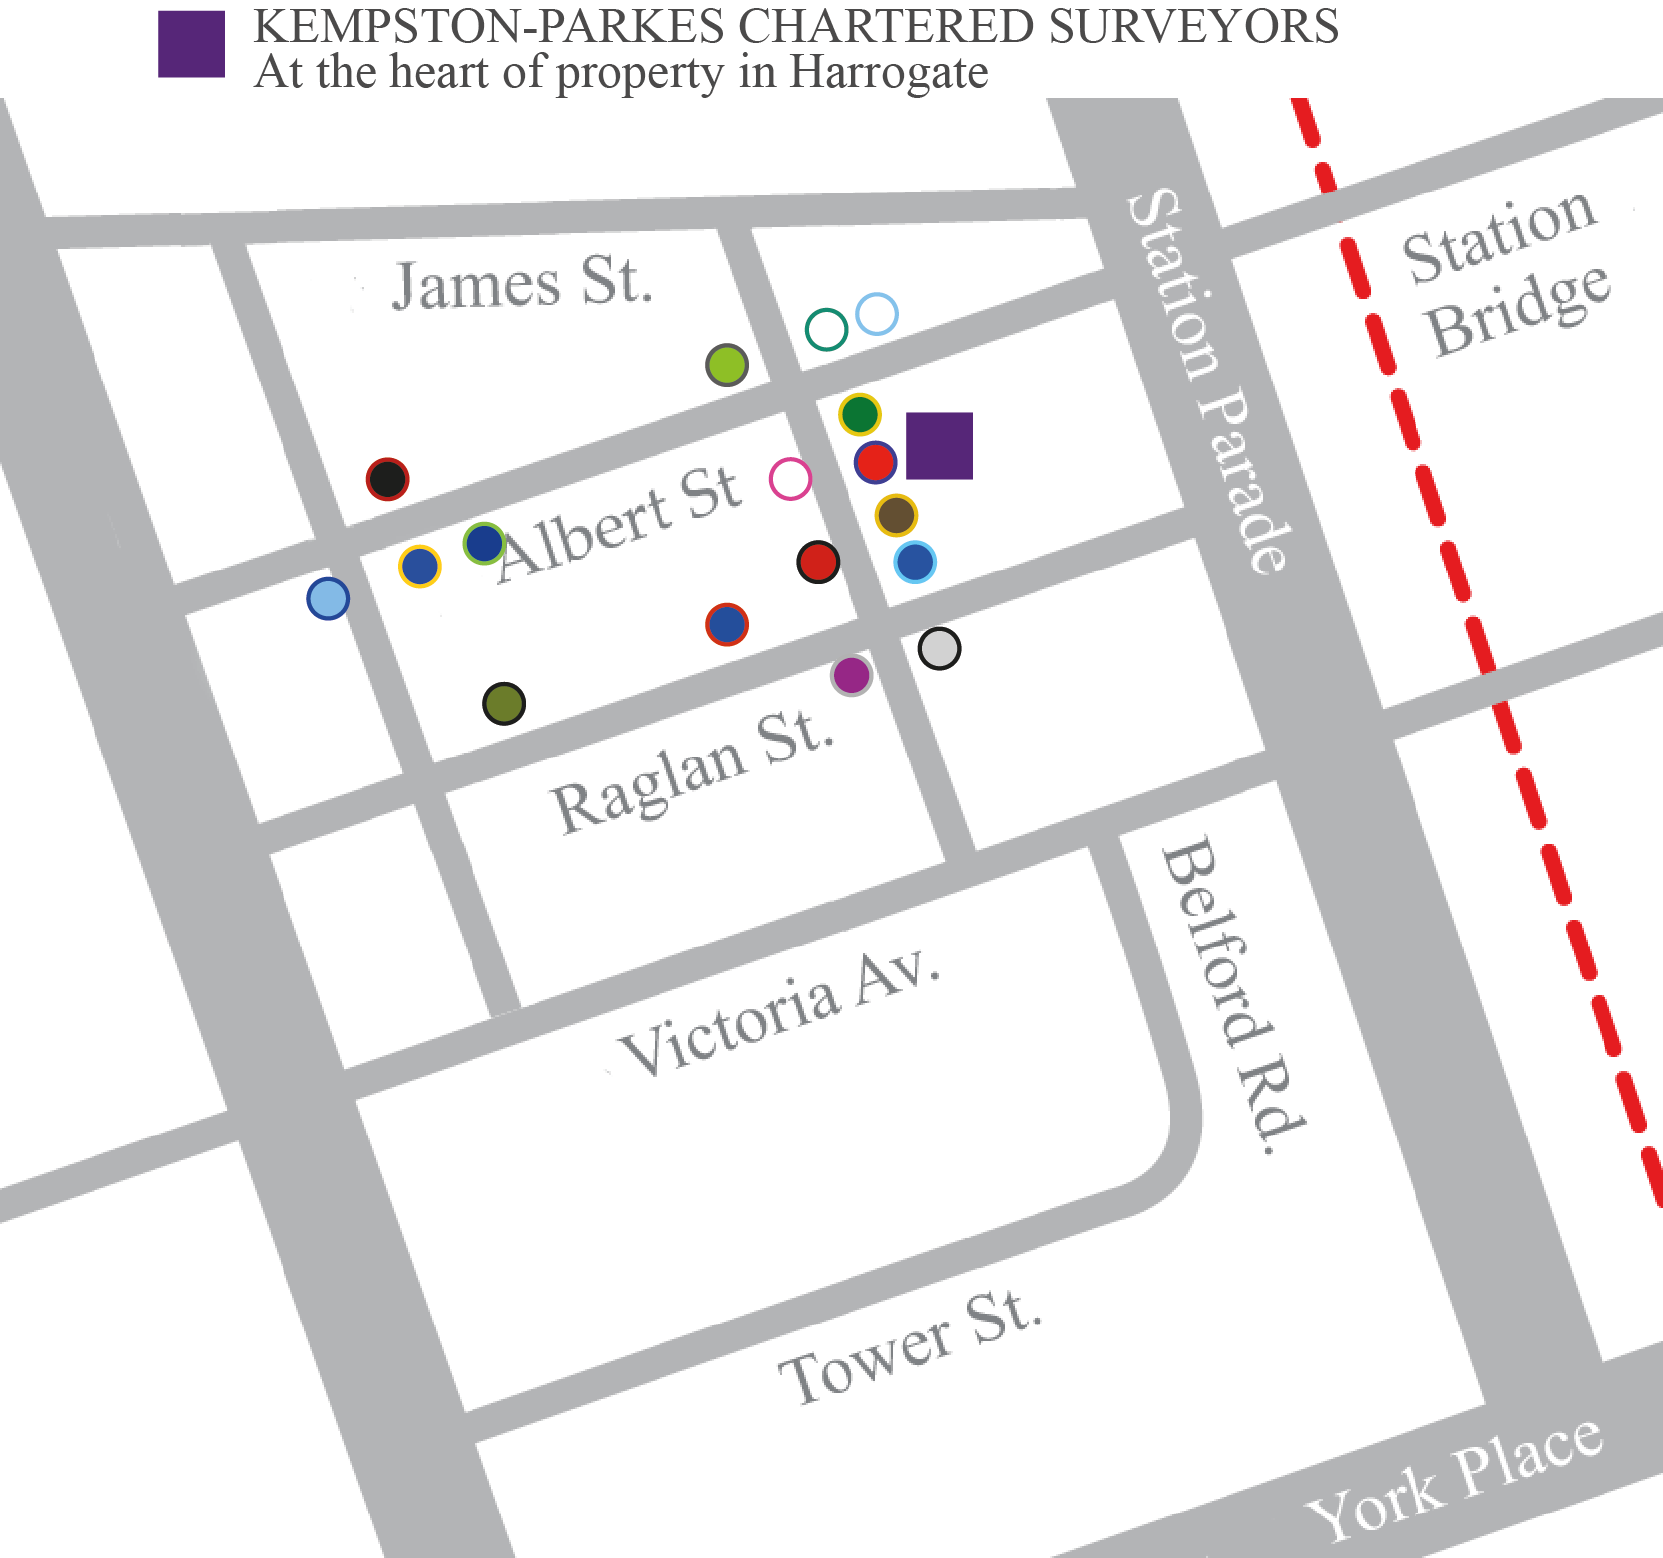 KEMPSTON-PARKES CHARTERED SURVEYORS
At the heart of property in Harrogate
James St.
Station Parade
Station
Bridge
Albert St
Raglan St.
Victoria Av.
Belford Rd.
Tower St.
York Place